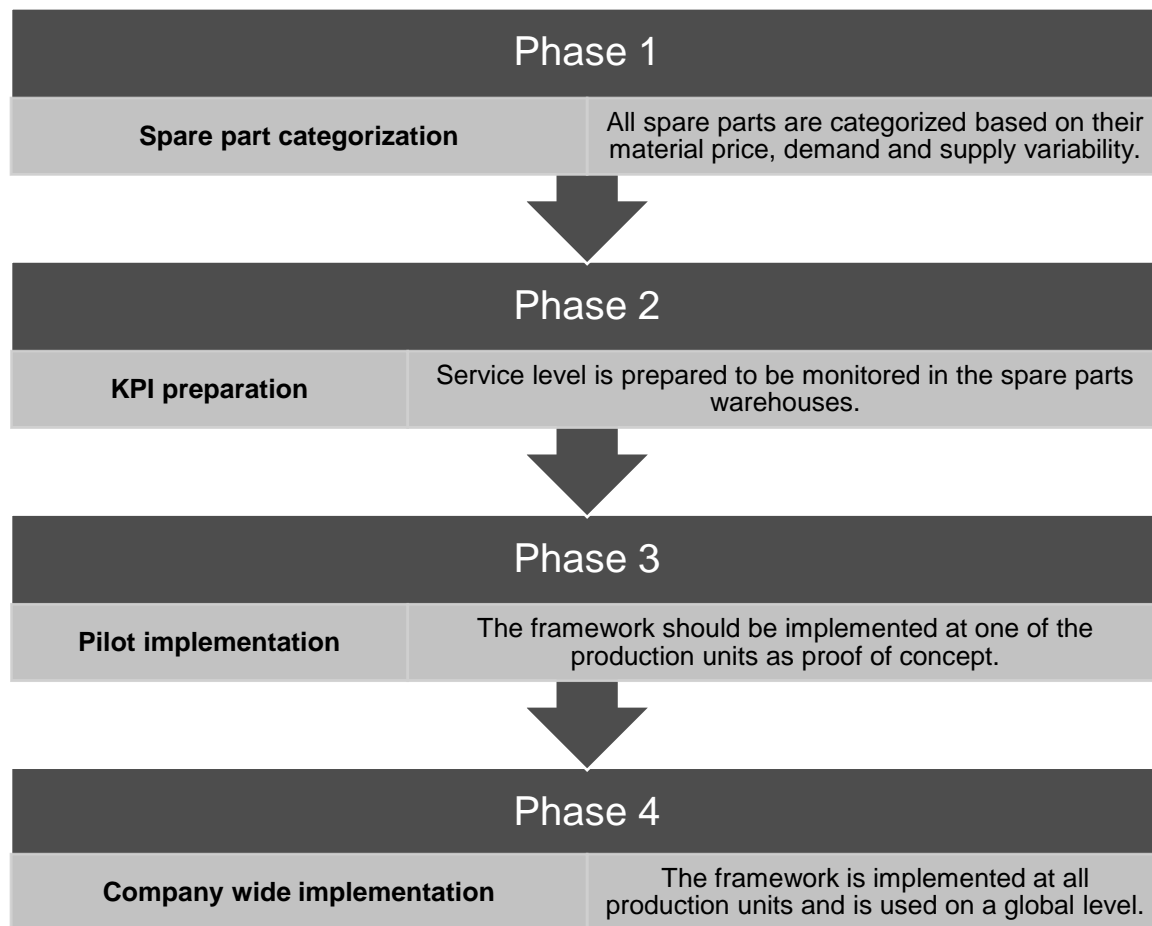 Phase 1
Spare part categorization
All spare parts are categorized based on their
material price, demand and supply variability.
Phase 2
KPI preparation
Service level is prepared to be monitored in the spare parts
warehouses.
Phase 3
Pilot implementation
The framework should be implemented at one of the
production units as proof of concept.
Phase 4
Company wide implementation
The framework is implemented at all
production units and is used on a global level.